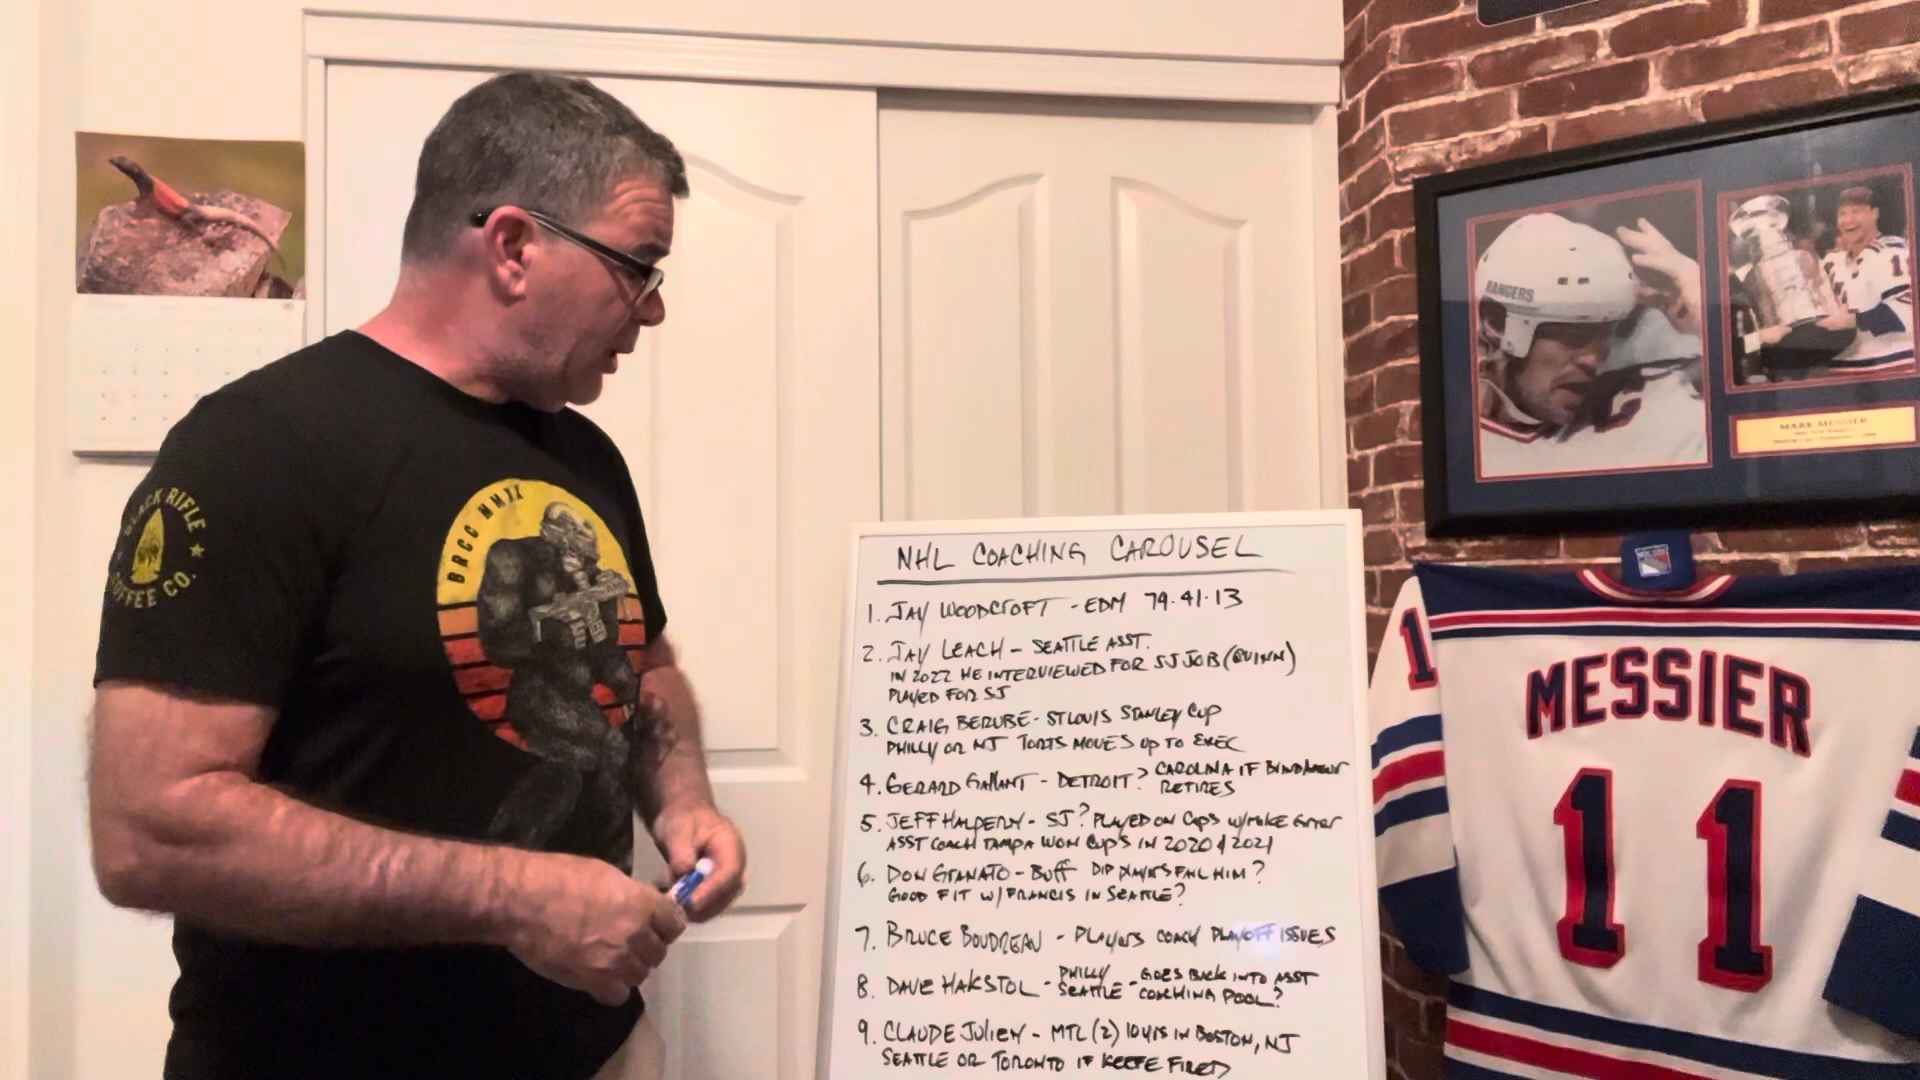 BLACK RIFLE
COFFEE CO.
BRCC MMXX
NHL COACHING CAROUSEL
1. JAY WOODCROFT - EDM 79·41·13
2. JAY LEACH - SEATTLE ASST.
IN 2022 HE INTERVIEWED FOR SJ JOB (QUINN)
PLAYED FOR SJ
3. CRAIG BERUBE - ST LOUIS STANLEY CUP
PHILLY OR NJ TORTS MOVES UP TO EXEC
4. GERARD GALLANT - DETROIT? CAROLINA IF BINDAMOUR
RETIRES
5. JEFF HALPERN - SJ? PLAYED ON CAPS W/MIKE GRIER
ASST COACH TAMPA WON CUPS IN 2020 & 2021
6. DON GRANATO - BUFF DID PLAYERS FAIL HIM?
GOOD FIT W/FRANCIS IN SEATTLE?
7. BRUCE BOUDREAU - PLAYERS COACH PLAYOFF ISSUES
8. DAVE HAKSTOL - PHILLY - GOES BACK INTO ASST
SEATTLE COACHING POOL?
9. CLAUDE JULIEN - MTL (2) 10 YRS IN BOSTON, NJ
SEATTLE OR TORONTO IF KEEFE FIRED
RANGERS
MARK MESSIER
11
MESSIER
11